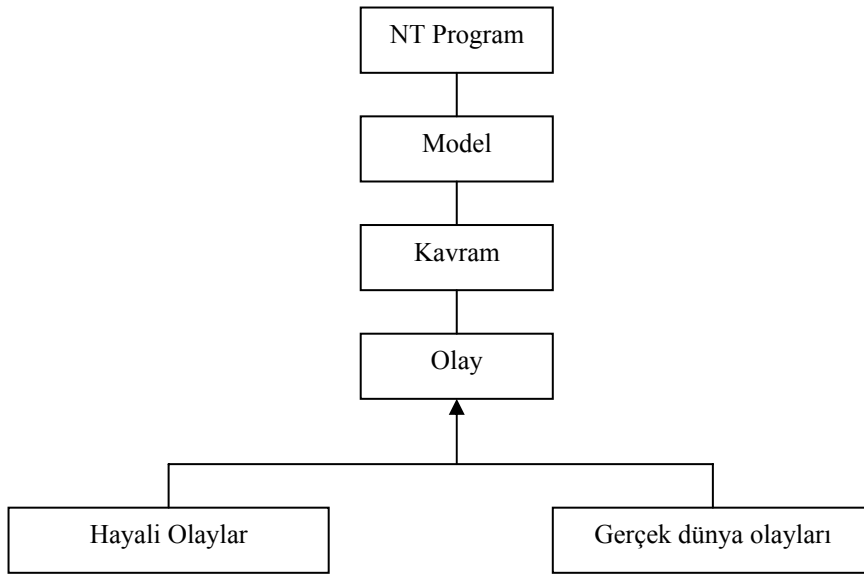 NT Program
Model
Kavram
Olay
Hayali Olaylar
Gerçek dünya olayları